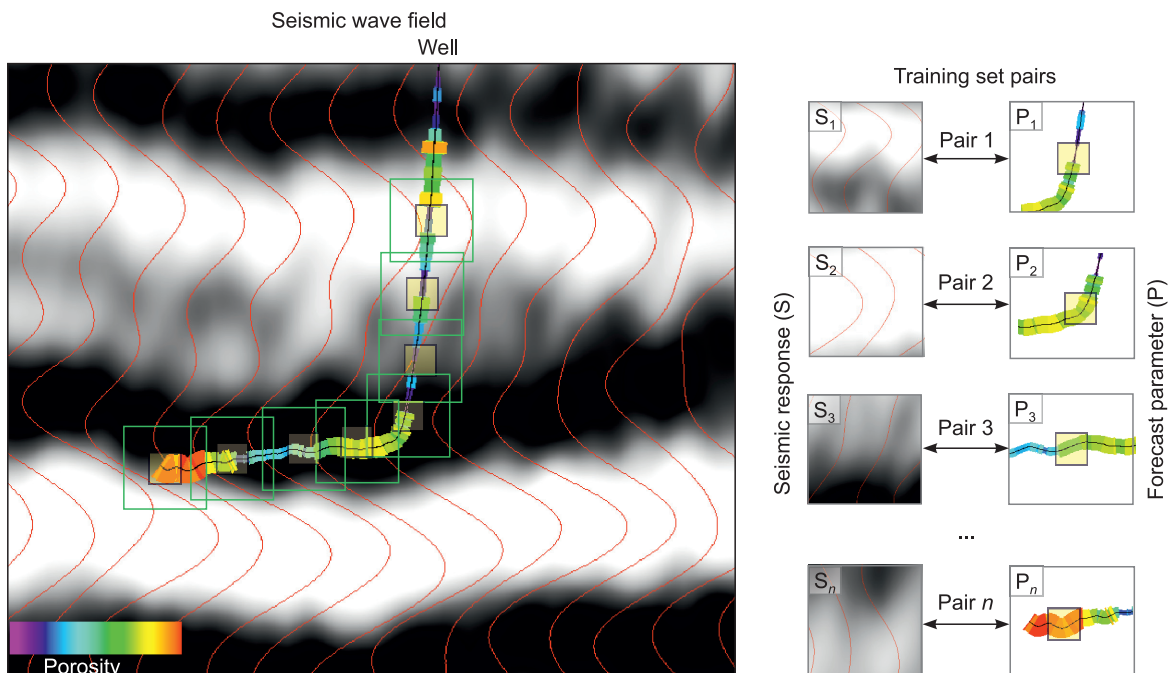 Seismic wave field
Well
Porosity
Training set pairs
S1
Pair 1
P1
S2
Pair 2
P2
S3
Pair 3
P3
...
Sn
Pair n
Pn
Seismic response (S)
Forecast parameter (P)